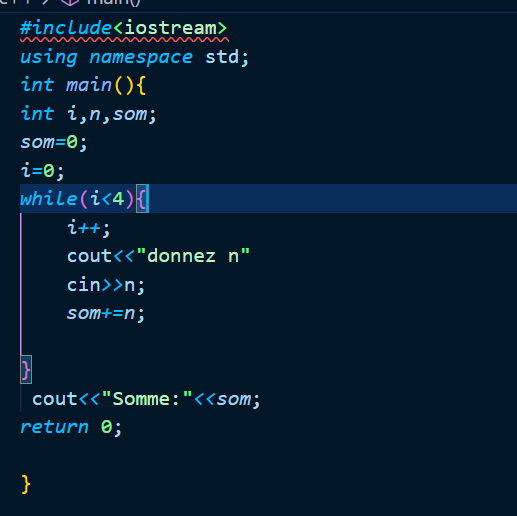 main()
#include<iostream>
using namespace std;
int main(){
int i,n,som;
som=0;
i=0;
while(i<4){
i++;
cout<<"donnez n"
cin>>n;
som+=n;
}
cout<<"Somme:"<<som;
return 0;
}